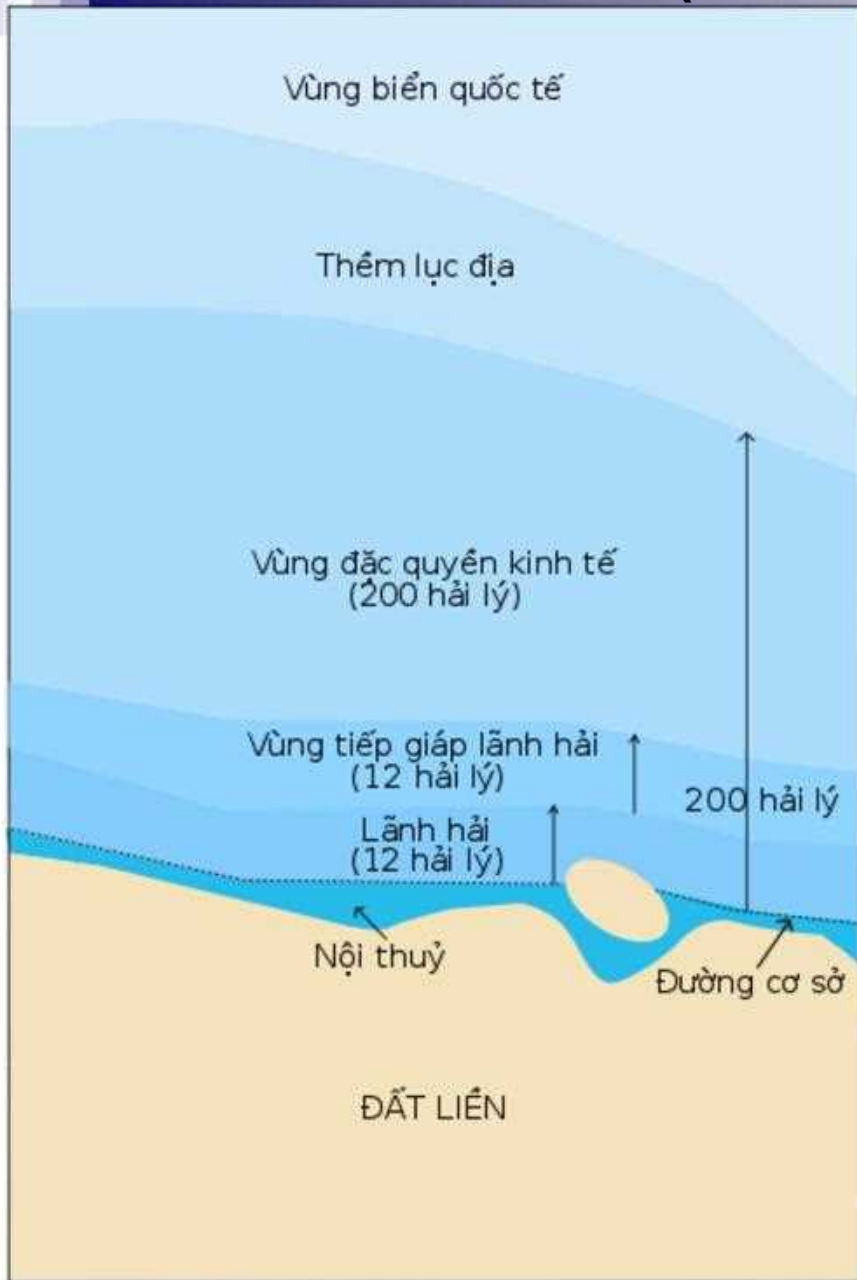 Vùng biển quốc tế
Thềm lục địa
Vùng đặc quyền kinh tế
(200 hải lý)
Vùng tiếp giáp lãnh hải
(12 hải lý)
200 hải lý
Lãnh hải
(12 hải lý)
Nội thuỷ
Đường cơ sở
ĐẤT LIỀN